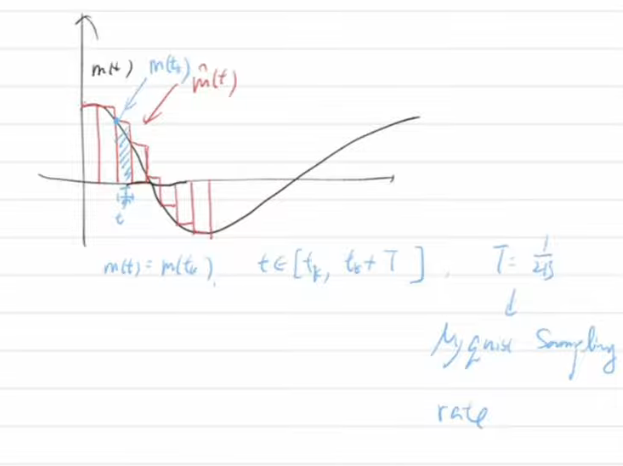 m(t) m(tk) m̂(t)
t
m(t) = m(tk), t ∈ [tk, tk + T], T = 1/2B
↓
Nyquist Sampling
rate